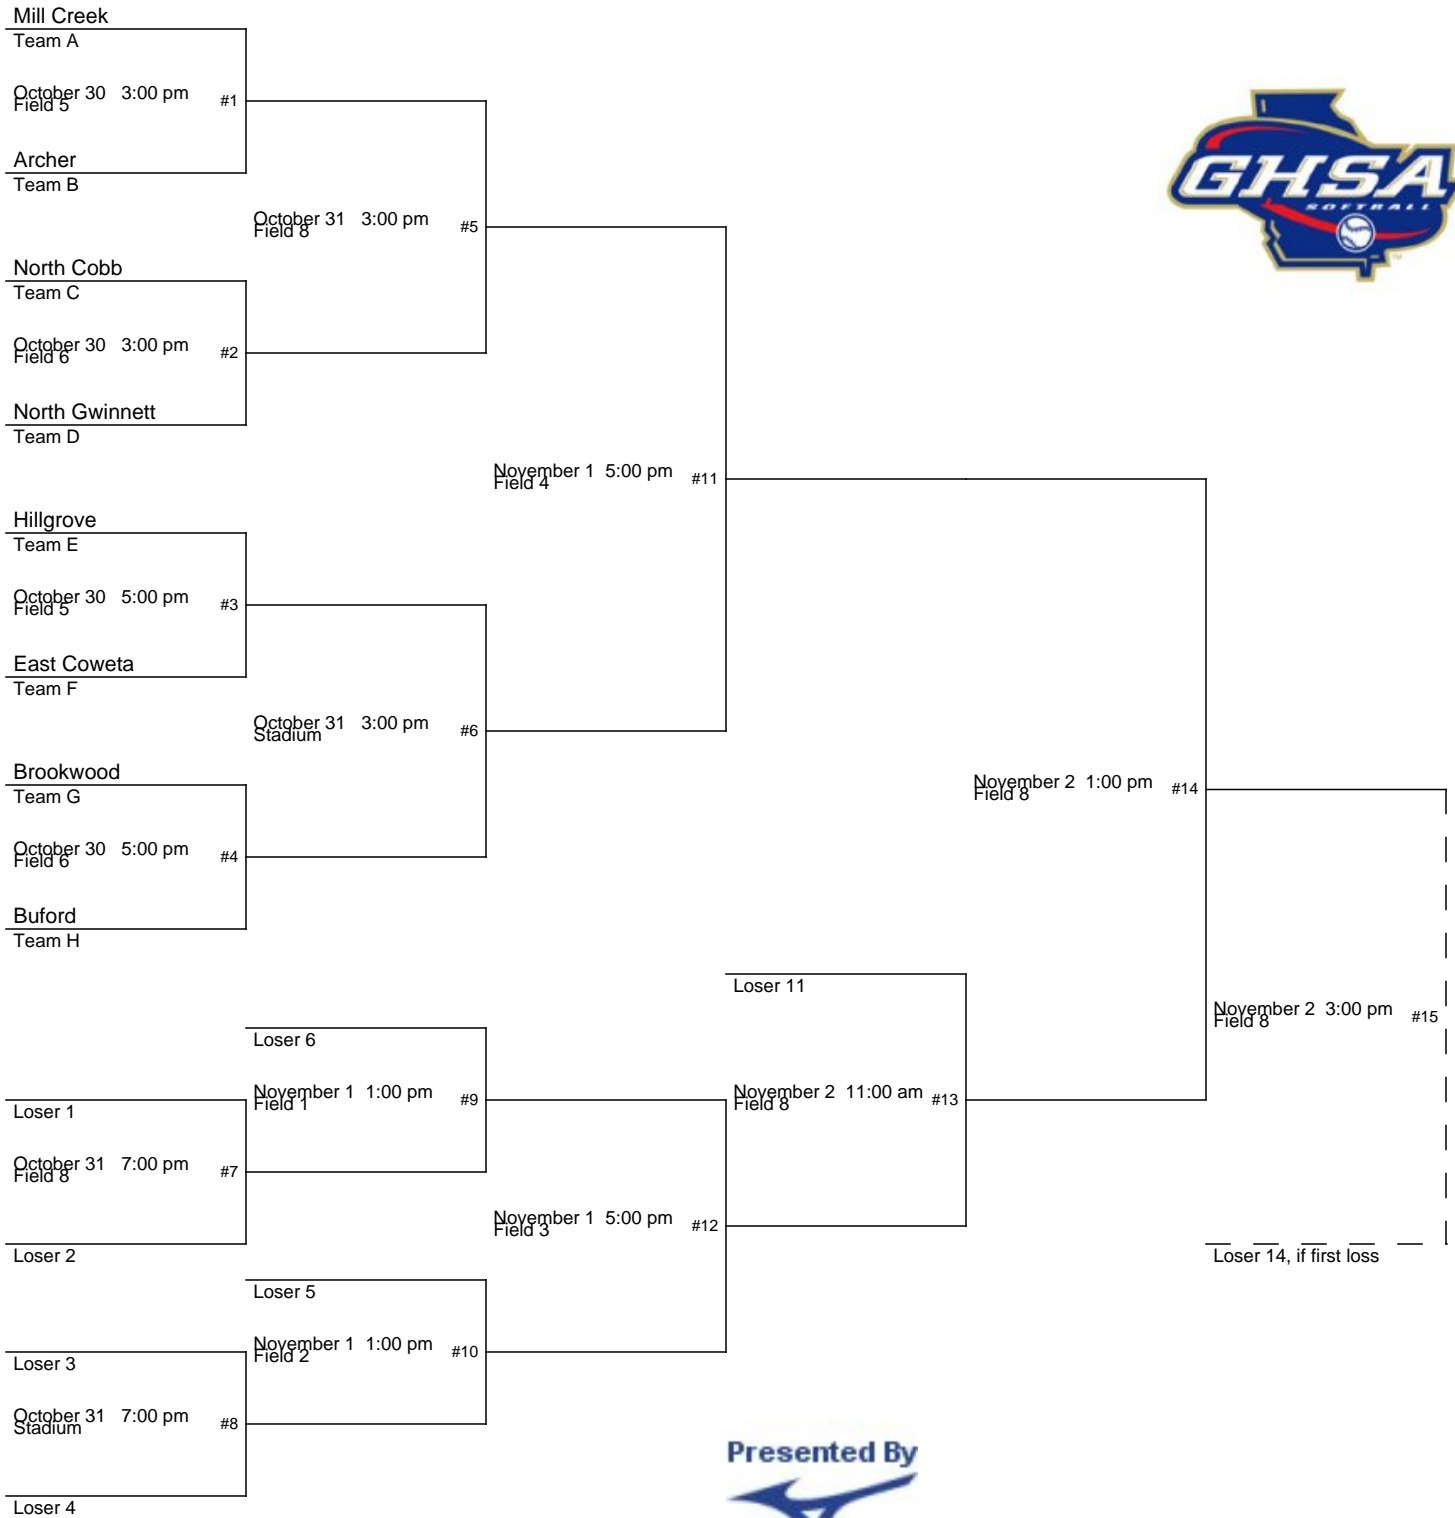 Mill Creek
Team A
October 30 3:00 pm #1
Field 5
Archer
Team B
October 31 3:00 pm #5
Field 8
North Cobb
Team C
October 30 3:00 pm #2
Field 6
North Gwinnett
Team D
November 1 5:00 pm #11
Field 4
Hillgrove
Team E
October 30 5:00 pm #3
Field 5
East Coweta
Team F
October 31 3:00 pm #6
Stadium
Brookwood
Team G
October 30 5:00 pm #4
Field 6
Buford
Team H
November 2 1:00 pm #14
Field 8
GHSA
SOFTBALL
TM
Loser 11
November 2 3:00 pm #15
Field 8
Loser 6
November 1 1:00 pm #9
Field 1
November 2 11:00 am #13
Field 8
Loser 1
October 31 7:00 pm #7
Field 8
Loser 2
November 1 5:00 pm #12
Field 3
Loser 14, if first loss
Loser 5
November 1 1:00 pm #10
Field 2
Loser 3
October 31 7:00 pm #8
Stadium
Loser 4
Presented By